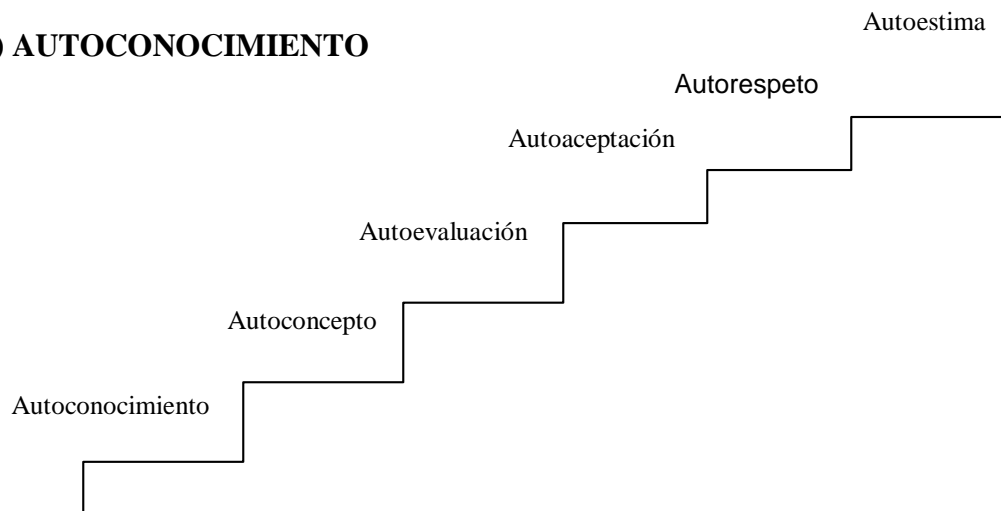 ) AUTOCONOCIMIENTO
Autoestima
Autorespeto
Autoaceptación
Autoevaluación
Autoconcepto
Autoconocimiento